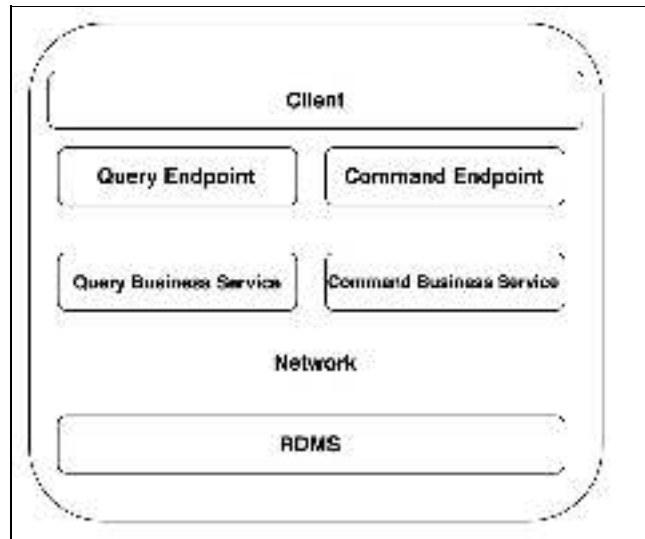 Client
Query Endpoint
Command Endpoint
Query Business Service
Command Business Service
Network
RDMS